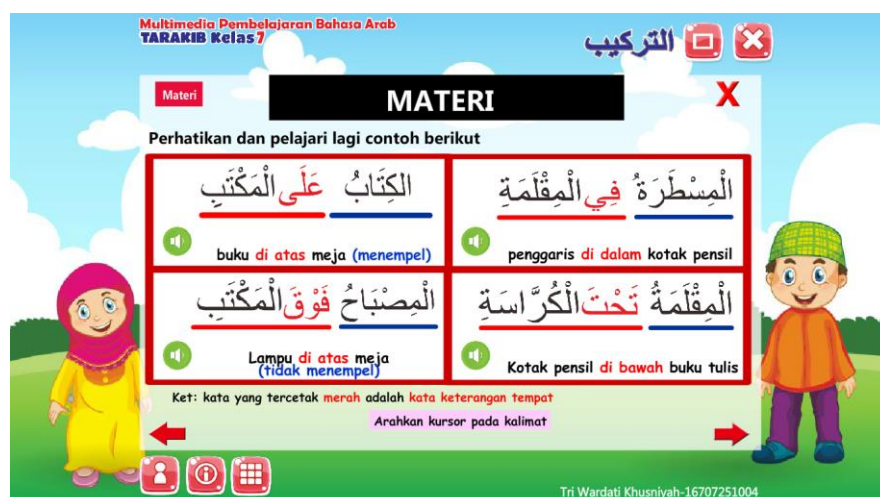 Multimedia Pembelajaran Bahasa Arab
TARAKIB Kelas 7
التركيب
Materi
MATERI
X
Perhatikan dan pelajari lagi contoh berikut
الْمِسْطَرَةُ فِي الْمِقْلَمَةِ
penggaris di dalam kotak pensil
الكِتَابُ عَلَى الْمَكْتَبِ
buku di atas meja (menempel)
الْمِقْلَمَةُ تَحْتَ الْكُرَّاسَةِ
Kotak pensil di bawah buku tulis
الْمِصْبَاحُ فَوْقَ الْمَكْتَبِ
Lampu di atas meja
(tidak menempel)
Ket: kata yang tercetak merah adalah kata keterangan tempat
Arahkan kursor pada kalimat
Tri Wardati Khusniyah-16707251004